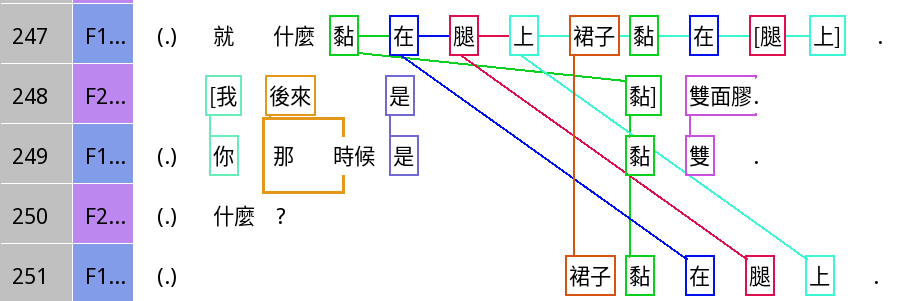 247 F1... (.) 就 什麼 黏 在 腿 上 裙子 黏 在 [腿 上] .
248 F2... [我 後來 是 黏] 雙面膠.
249 F1... (.) 你 那 時候 是 黏 雙 .
250 F2... (.) 什麼 ?
251 F1... (.) 裙子 黏 在 腿 上 .